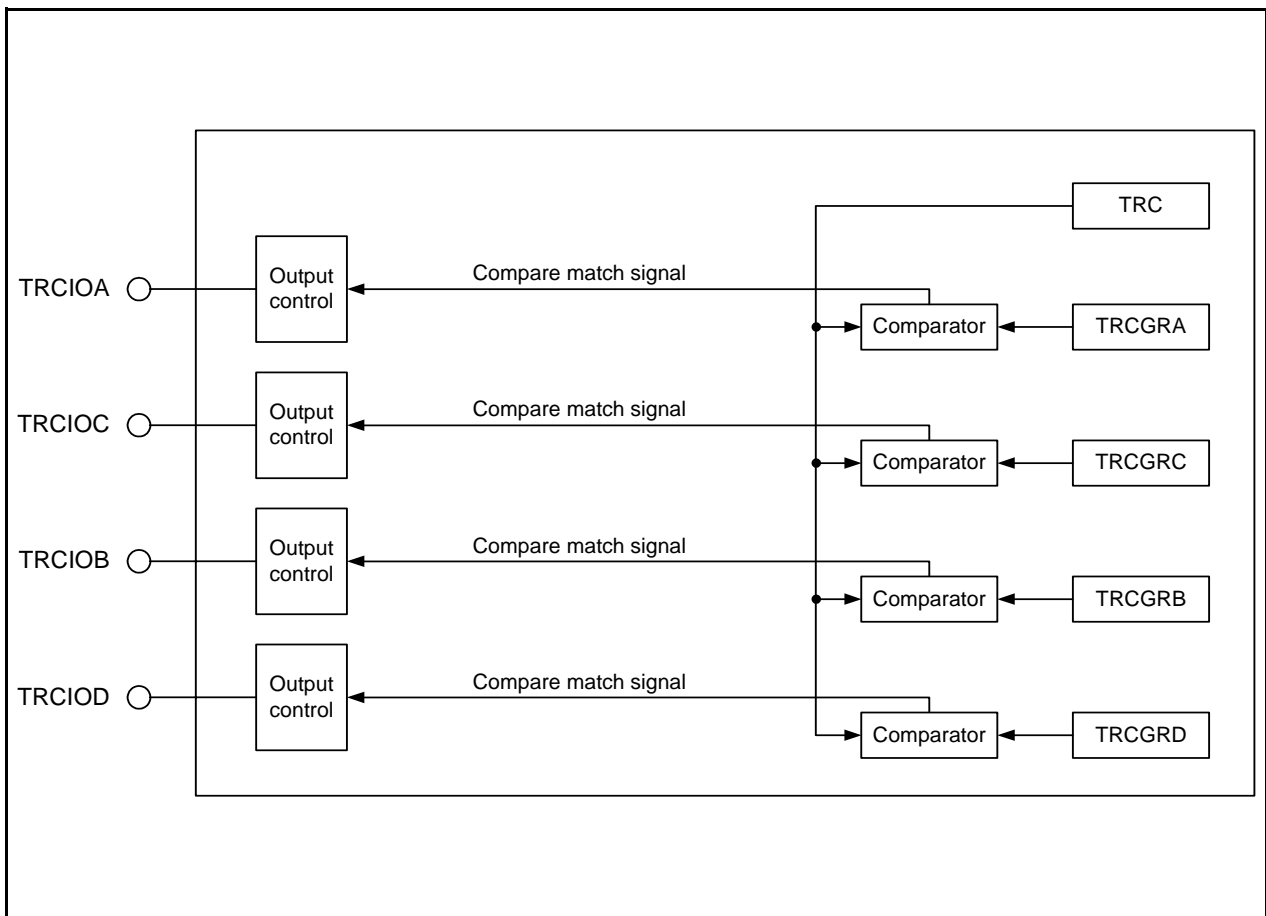 TRC
TRCIOA
Output
control
Compare match signal
Comparator
TRCGRA
TRCIOC
Output
control
Compare match signal
Comparator
TRCGRC
TRCIOB
Output
control
Compare match signal
Comparator
TRCGRB
TRCIOD
Output
control
Compare match signal
Comparator
TRCGRD